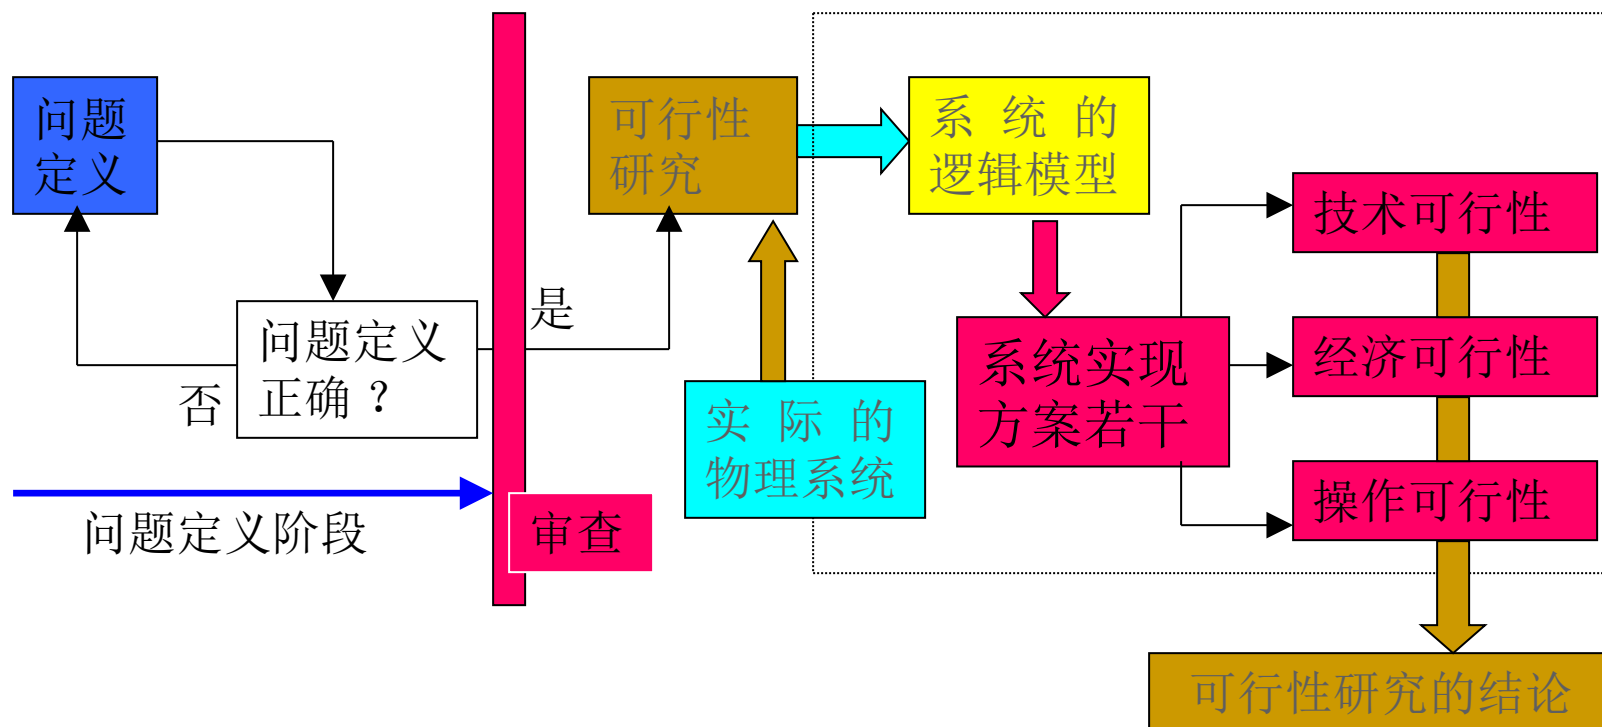 问题
定义
问题定义
正确？
否
是
问题定义阶段
审查
可行性
研究
实际的
物理系统
系统的
逻辑模型
系统实现
方案若干
技术可行性
经济可行性
操作可行性
可行性研究的结论